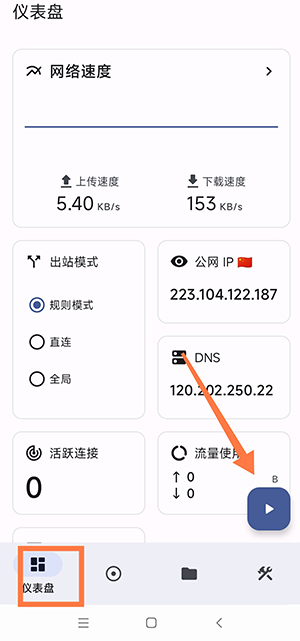 仪表盘
网络速度
上传速度
下载速度
5.40 KB/s
153 KB/s
出站模式
规则模式
直连
全局
公网 IP 🇨🇳
223.104.122.187
DNS
120.202.250.22
活跃连接
0
流量使用
↑ 0
B
↓ 0
仪表盘